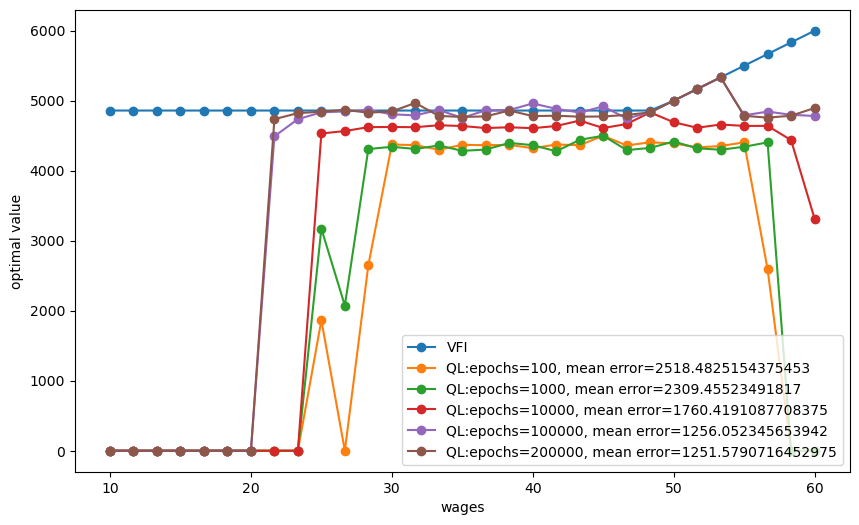 6000
5000
4000
3000
2000
1000
0
optimal value
10
20
30
40
50
60
wages
VFI
QL:epochs=100, mean error=2518.4825154375453
QL:epochs=1000, mean error=2309.45523491817
QL:epochs=10000, mean error=1760.4191087708375
QL:epochs=100000, mean error=1256.052345653942
QL:epochs=200000, mean error=1251.5790716452975